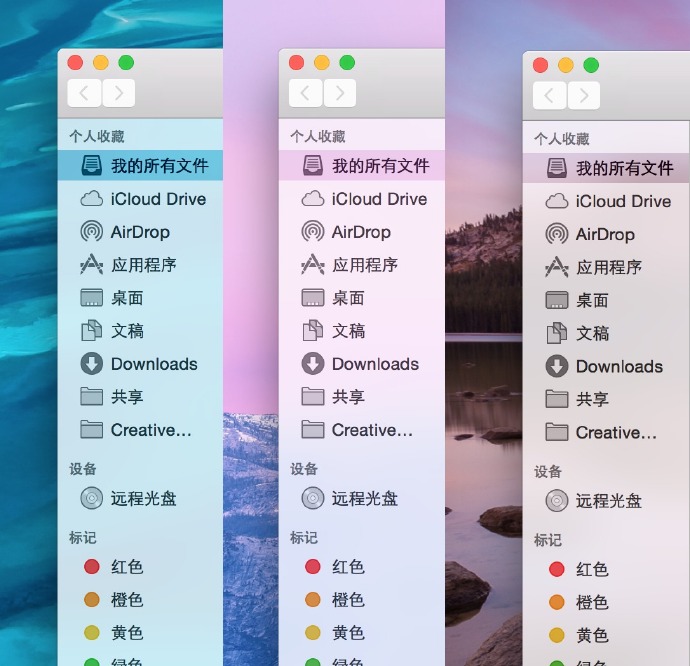 个人收藏
我的所有文件
iCloud Drive
AirDrop
应用程序
桌面
文稿
Downloads
共享
Creative…
设备
远程光盘
标记
红色
橙色
黄色
绿色
个人收藏
我的所有文件
iCloud Drive
AirDrop
应用程序
桌面
文稿
Downloads
共享
Creative…
设备
远程光盘
标记
红色
橙色
黄色
绿色
个人收藏
我的所有文件
iCloud Drive
AirDrop
应用程序
桌面
文稿
Downloads
共享
Creative…
设备
远程光盘
标记
红色
橙色
黄色
绿色